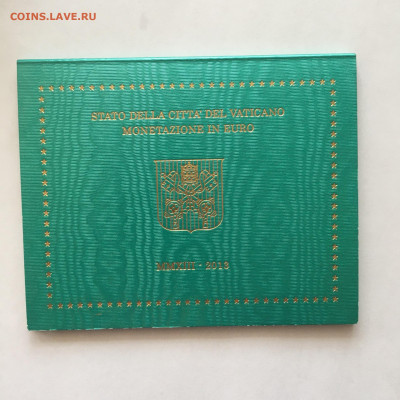 COINS.LAVE.RU
STATO DELLA CITTA' DEL VATICANO
MONETAZIONE IN EURO
MMXIII - 2013